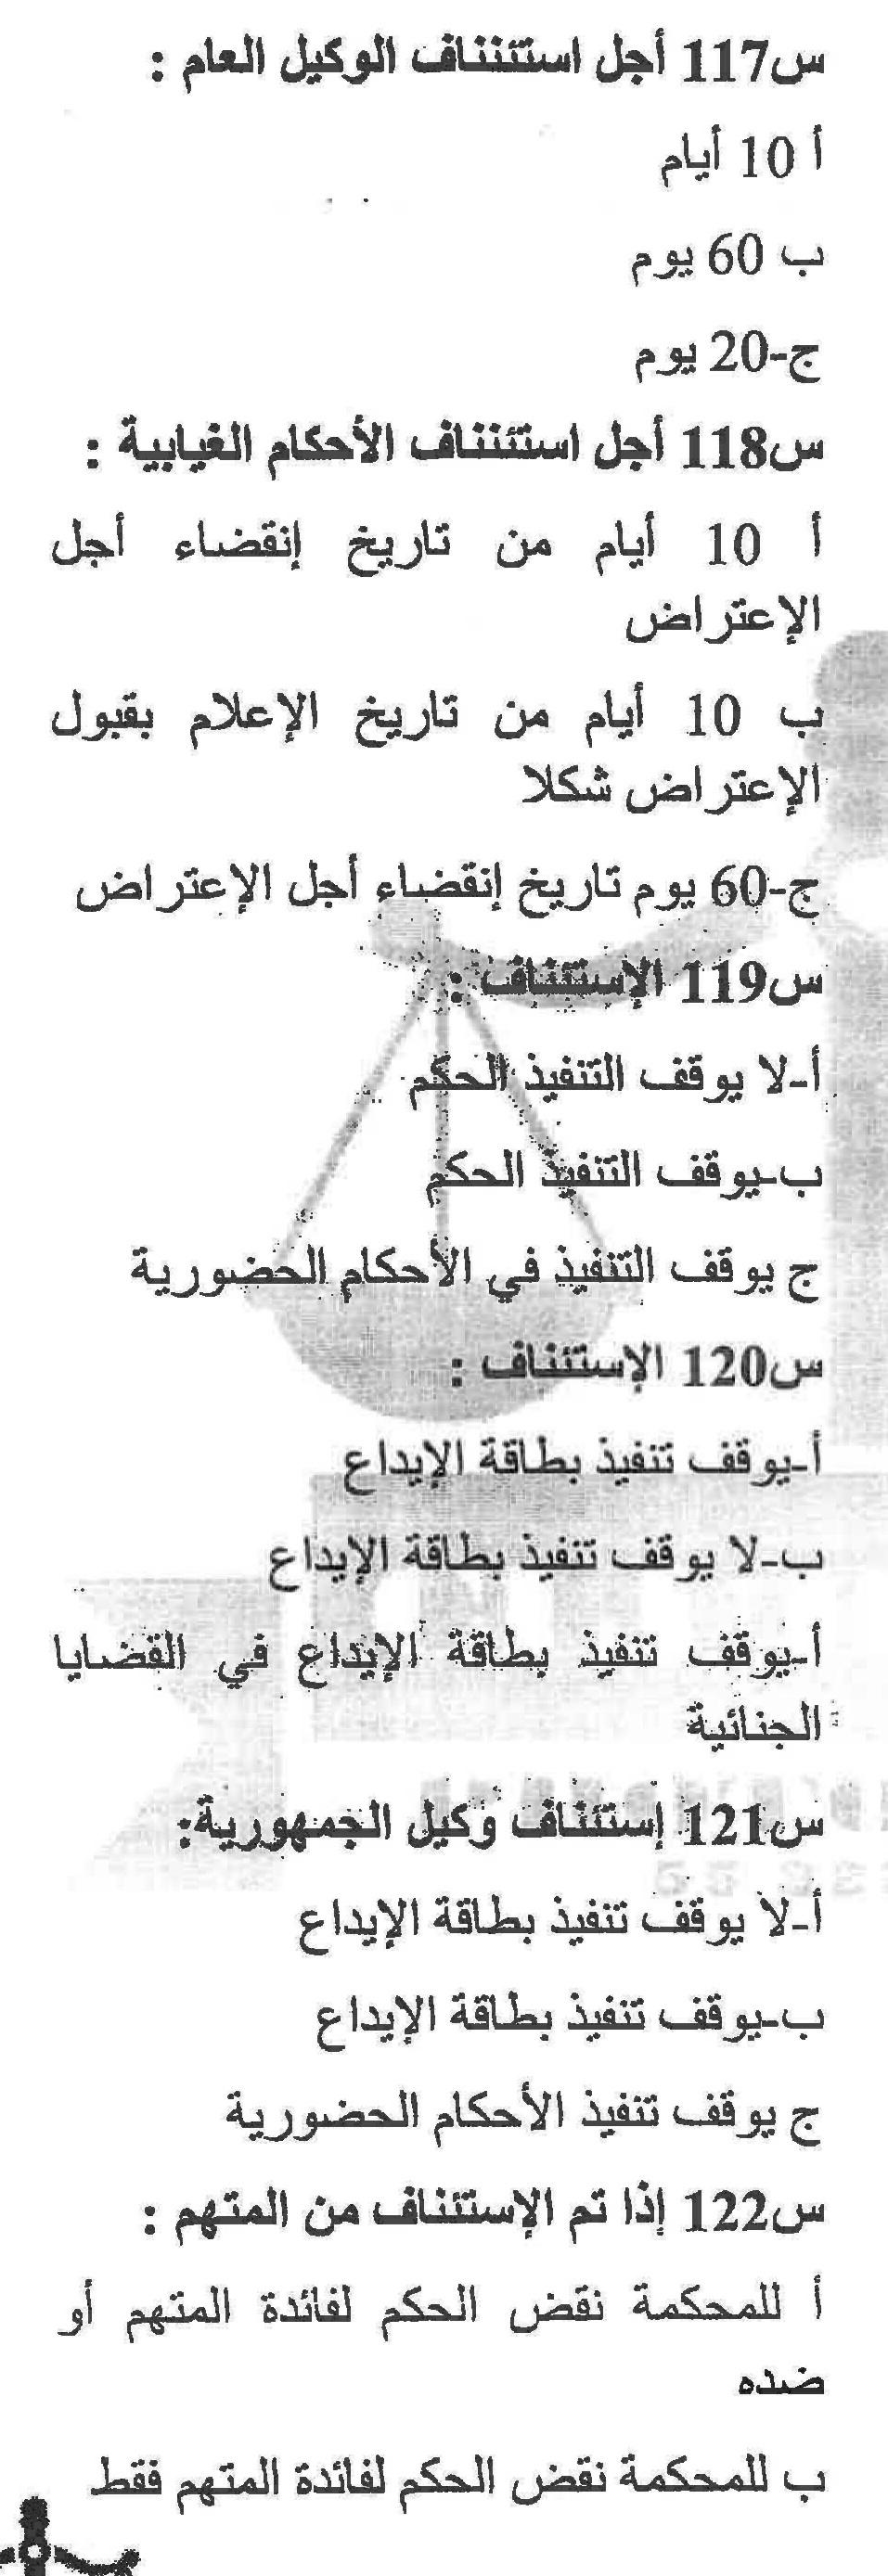 س117 أجل استئنناف الوكيل العام :
أ 10 أيام
ب 60 يوم
ج-20 يوم
س118 أجل استئنناف الأحكام الغيابية :
أ 10 أيام من تاريخ إنقضاء أجل
الإعتراض
ب 10 أيام من تاريخ الإعلام بقبول
الإعتراض شكلا
ج-60 يوم تاريخ إنقضاء أجل الإعتراض
س119 الإستئناف :
أ-لا يوقف التنفيذ الحكم
ب-يوقف التنفيذ الحكم
ج يوقف التنفيذ في الأحكام الحضورية
س120 الإستئناف :
أ-يوقف تنفيذ بطاقة الإيداع
ب-لا يوقف تنفيذ بطاقة الإيداع
أ-يوقف تنفيذ بطاقة الإيداع في القضايا
الجنائية
س121 إستئناف وكيل الجمهورية:
أ-لا يوقف تنفيذ بطاقة الإيداع
ب-يوقف تنفيذ بطاقة الإيداع
ج يوقف تنفيذ الأحكام الحضورية
س122 إذا تم الإستئناف من المتهم :
أ للمحكمة نقض الحكم لفائدة المتهم أو
ضده
ب للمحكمة نقض الحكم لفائدة المتهم فقط